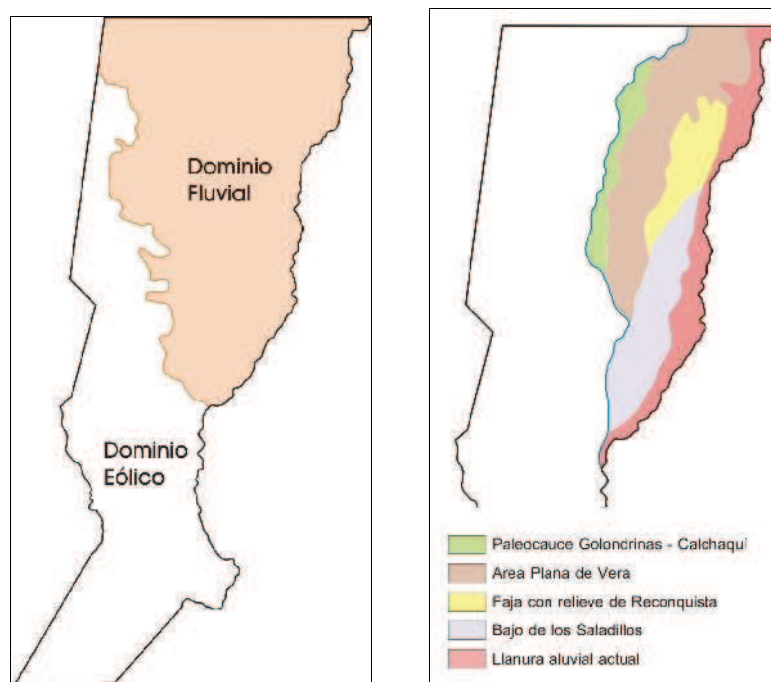 Dominio
Fluvial
Dominio
Eólico
Paleocauce Golondrinas - Calchaquí
Area Plana de Vera
Faja con relieve de Reconquista
Bajo de los Saladillos
Llanura aluvial actual